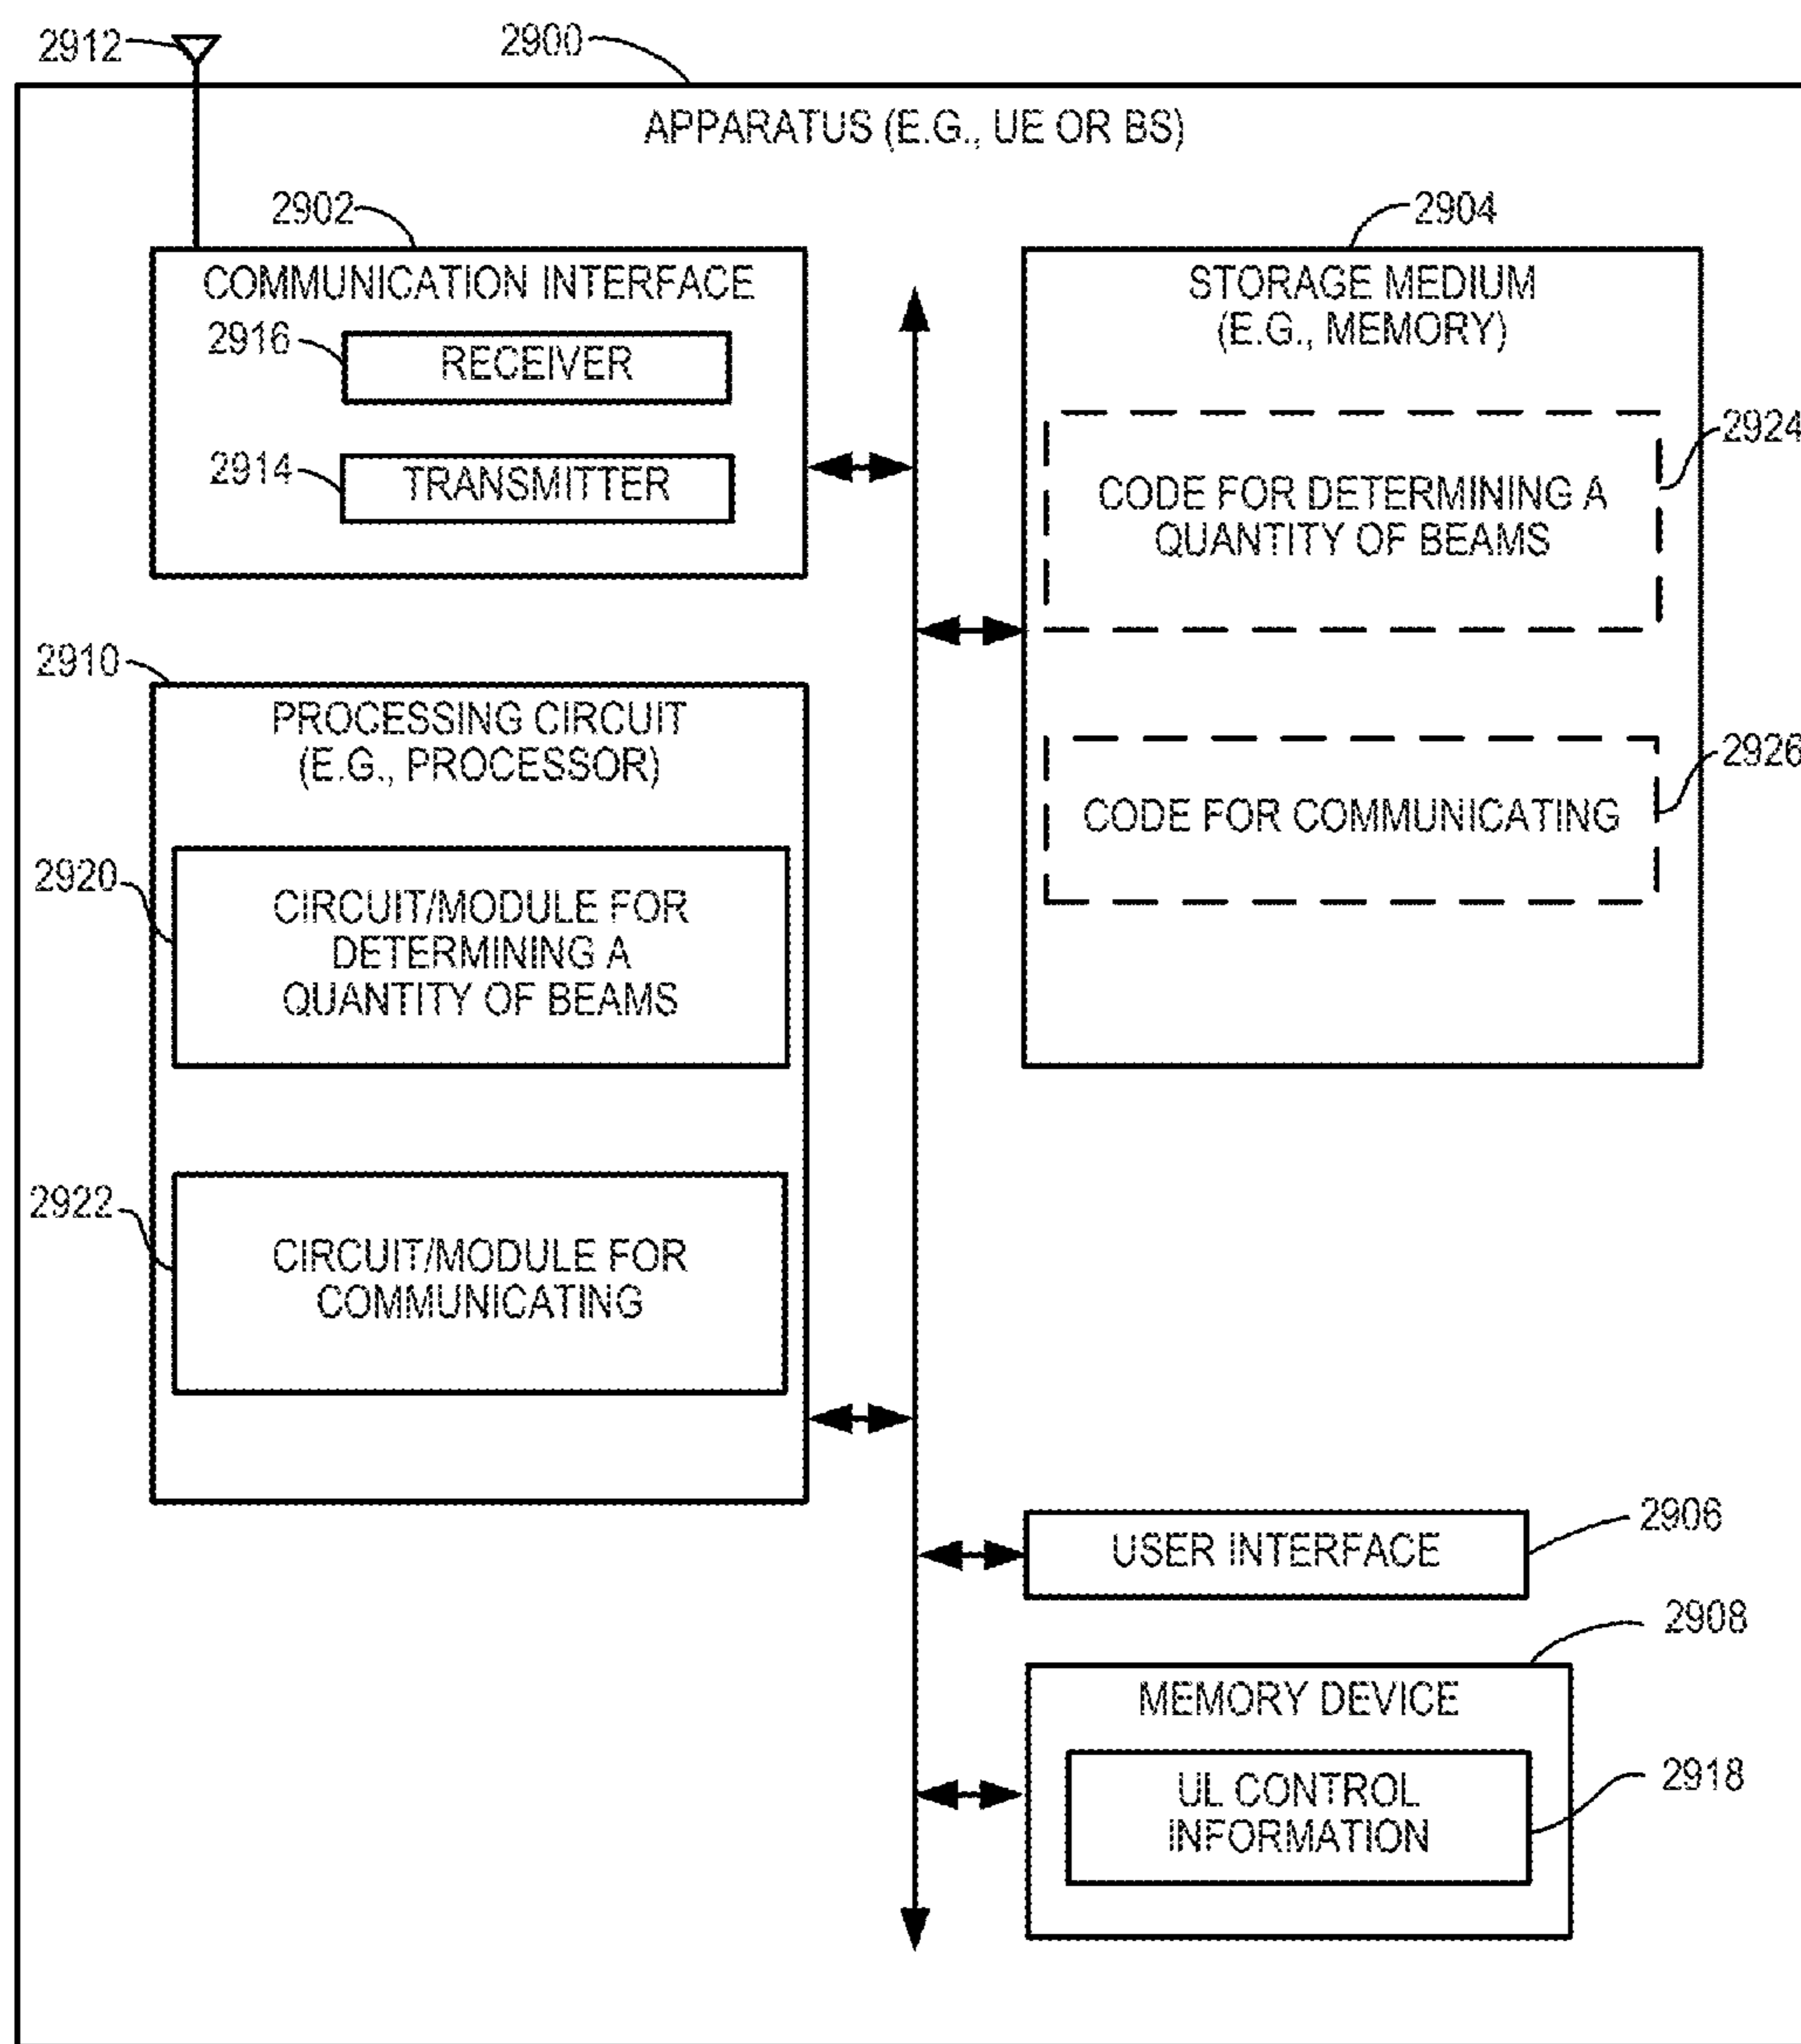 2912
2900
APPARATUS (E.G., UE OR BS)
2902
COMMUNICATION INTERFACE
2916
RECEIVER
2914
TRANSMITTER
2904
STORAGE MEDIUM
(E.G., MEMORY)
2924
CODE FOR DETERMINING A
QUANTITY OF BEAMS
2926
CODE FOR COMMUNICATING
2910
PROCESSING CIRCUIT
(E.G., PROCESSOR)
2920
CIRCUIT/MODULE FOR
DETERMINING A
QUANTITY OF BEAMS
2922
CIRCUIT/MODULE FOR
COMMUNICATING
2906
USER INTERFACE
2908
MEMORY DEVICE
2918
UL CONTROL
INFORMATION